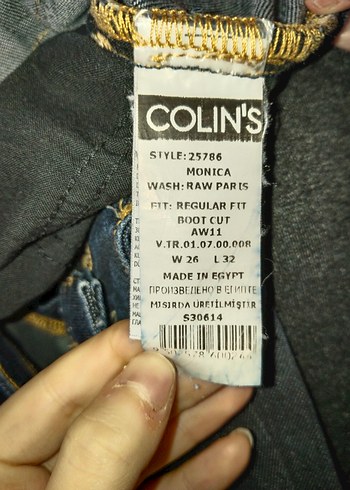 COLIN'S
STYLE: 25786
MONICA
WASH: RAW PARIS
FIT: REGULAR FIT
BOOT CUT
AW11
V.TR.01.07.00.008
W 26 L 32
MADE IN EGYPT
ПРОИЗВЕДЕНО В ЕГИПТЕ
MISIRDA ÜRETİLMİŞTİR
S30614